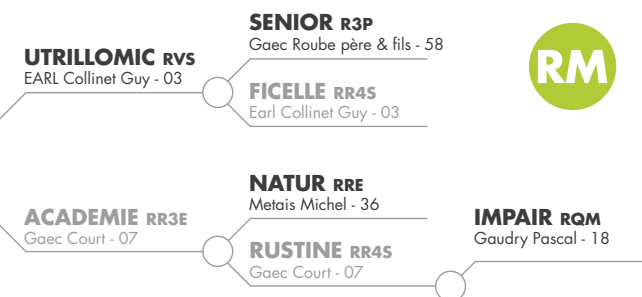 SENIOR R3P
Gaec Roube père & fils - 58
UTRILLOMIC RVS
EARL Collinet Guy - 03
FICELLE RR4S
Earl Collinet Guy - 03
RM
NATUR RRE
Metais Michel - 36
ACADEMIE RR3E
Gaec Court - 07
IMPAIR RQM
Gaudry Pascal - 18
RUSTINE RR4S
Gaec Court - 07